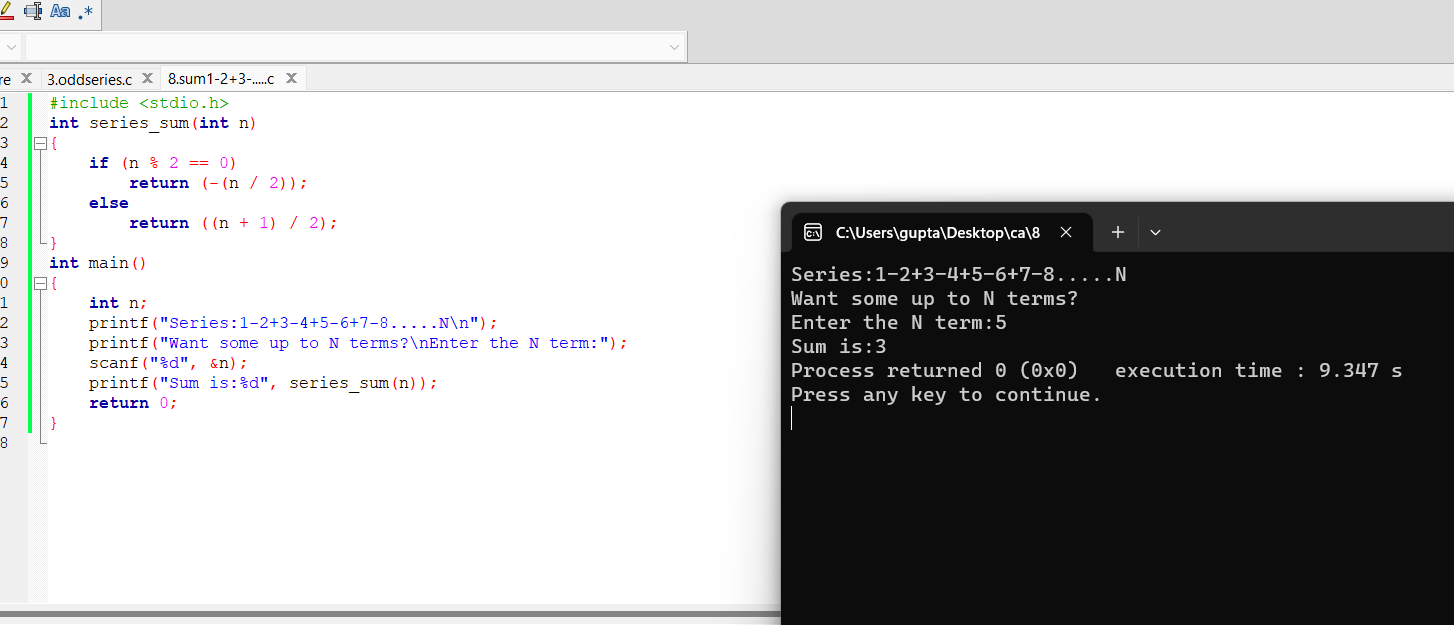 Aa .*
re 3.oddseries.c 8.sum1-2+3-.....c
1 #include <stdio.h>
2 int series_sum(int n)
3 {
4 if (n % 2 == 0)
5 return (-(n / 2));
6 else
7 return ((n + 1) / 2);
8 }
9 int main()
0 {
1 int n;
2 printf("Series:1-2+3-4+5-6+7-8.....N\n");
3 printf("Want some up to N terms?\nEnter the N term:");
4 scanf("%d", &n);
5 printf("Sum is:%d", series_sum(n));
6 return 0;
7 }
8
C:\Users\gupta\Desktop\ca\8
Series:1-2+3-4+5-6+7-8.....N
Want some up to N terms?
Enter the N term:5
Sum is:3
Process returned 0 (0x0) execution time : 9.347 s
Press any key to continue.